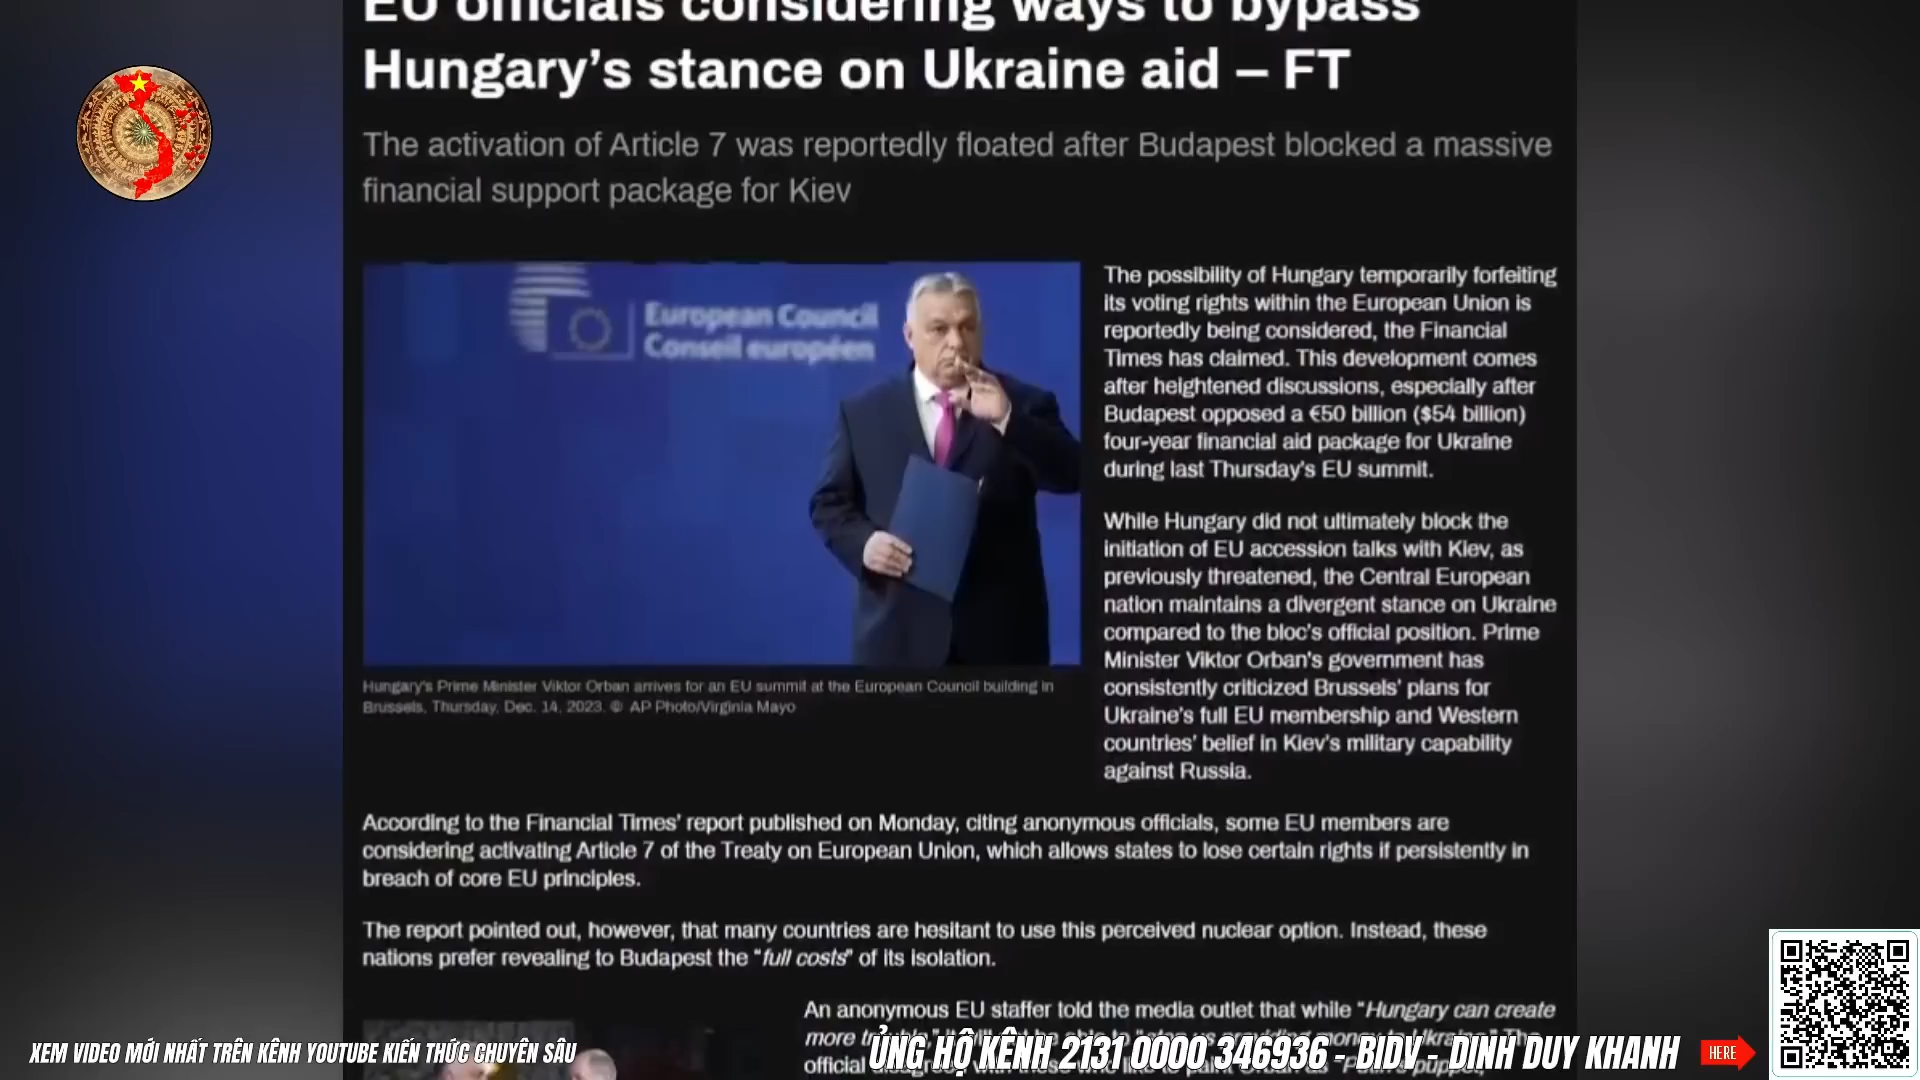 EU officials considering ways to bypass
Hungary's stance on Ukraine aid – FT
The activation of Article 7 was reportedly floated after Budapest blocked a massive
financial support package for Kiev
European Council
Conseil européen
Hungary's Prime Minister Viktor Orban arrives for an EU summit at the European Council building in
Brussels, Thursday, Dec. 14, 2023. © AP Photo/Virginia Mayo
The possibility of Hungary temporarily forfeiting
its voting rights within the European Union is
reportedly being considered, the Financial
Times has claimed. This development comes
after heightened discussions, especially after
Budapest opposed a €50 billion ($54 billion)
four-year financial aid package for Ukraine
during last Thursday's EU summit.
While Hungary did not ultimately block the
initiation of EU accession talks with Kiev, as
previously threatened, the Central European
nation maintains a divergent stance on Ukraine
compared to the bloc's official position. Prime
Minister Viktor Orban's government has
consistently criticized Brussels' plans for
Ukraine's full EU membership and Western
countries' belief in Kiev's military capability
against Russia.
According to the Financial Times' report published on Monday, citing anonymous officials, some EU members are
considering activating Article 7 of the Treaty on European Union, which allows states to lose certain rights if persistently in
breach of core EU principles.
The report pointed out, however, that many countries are hesitant to use this perceived nuclear option. Instead, these
nations prefer revealing to Budapest the "full costs" of its isolation.
An anonymous EU staffer told the media outlet that while "Hungary can create
more
official
XEM VIDEO MỚI NHẤT TRÊN KÊNH YOUTUBE KIẾN THỨC CHUYÊN SÂU
ỦNG HỘ KÊNH 2131 0000 346936 - BIDV - DINH DUY KHANH
HERE